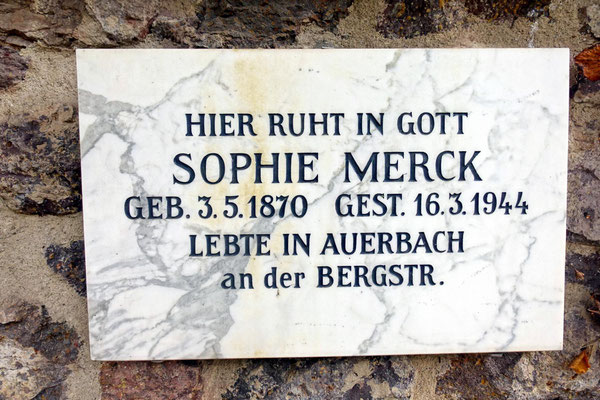 HIER RUHT IN GOTT
SOPHIE MERCK
GEB. 3.5.1870 GEST. 16.3.1944
LEBTE IN AUERBACH
an der BERGSTR.